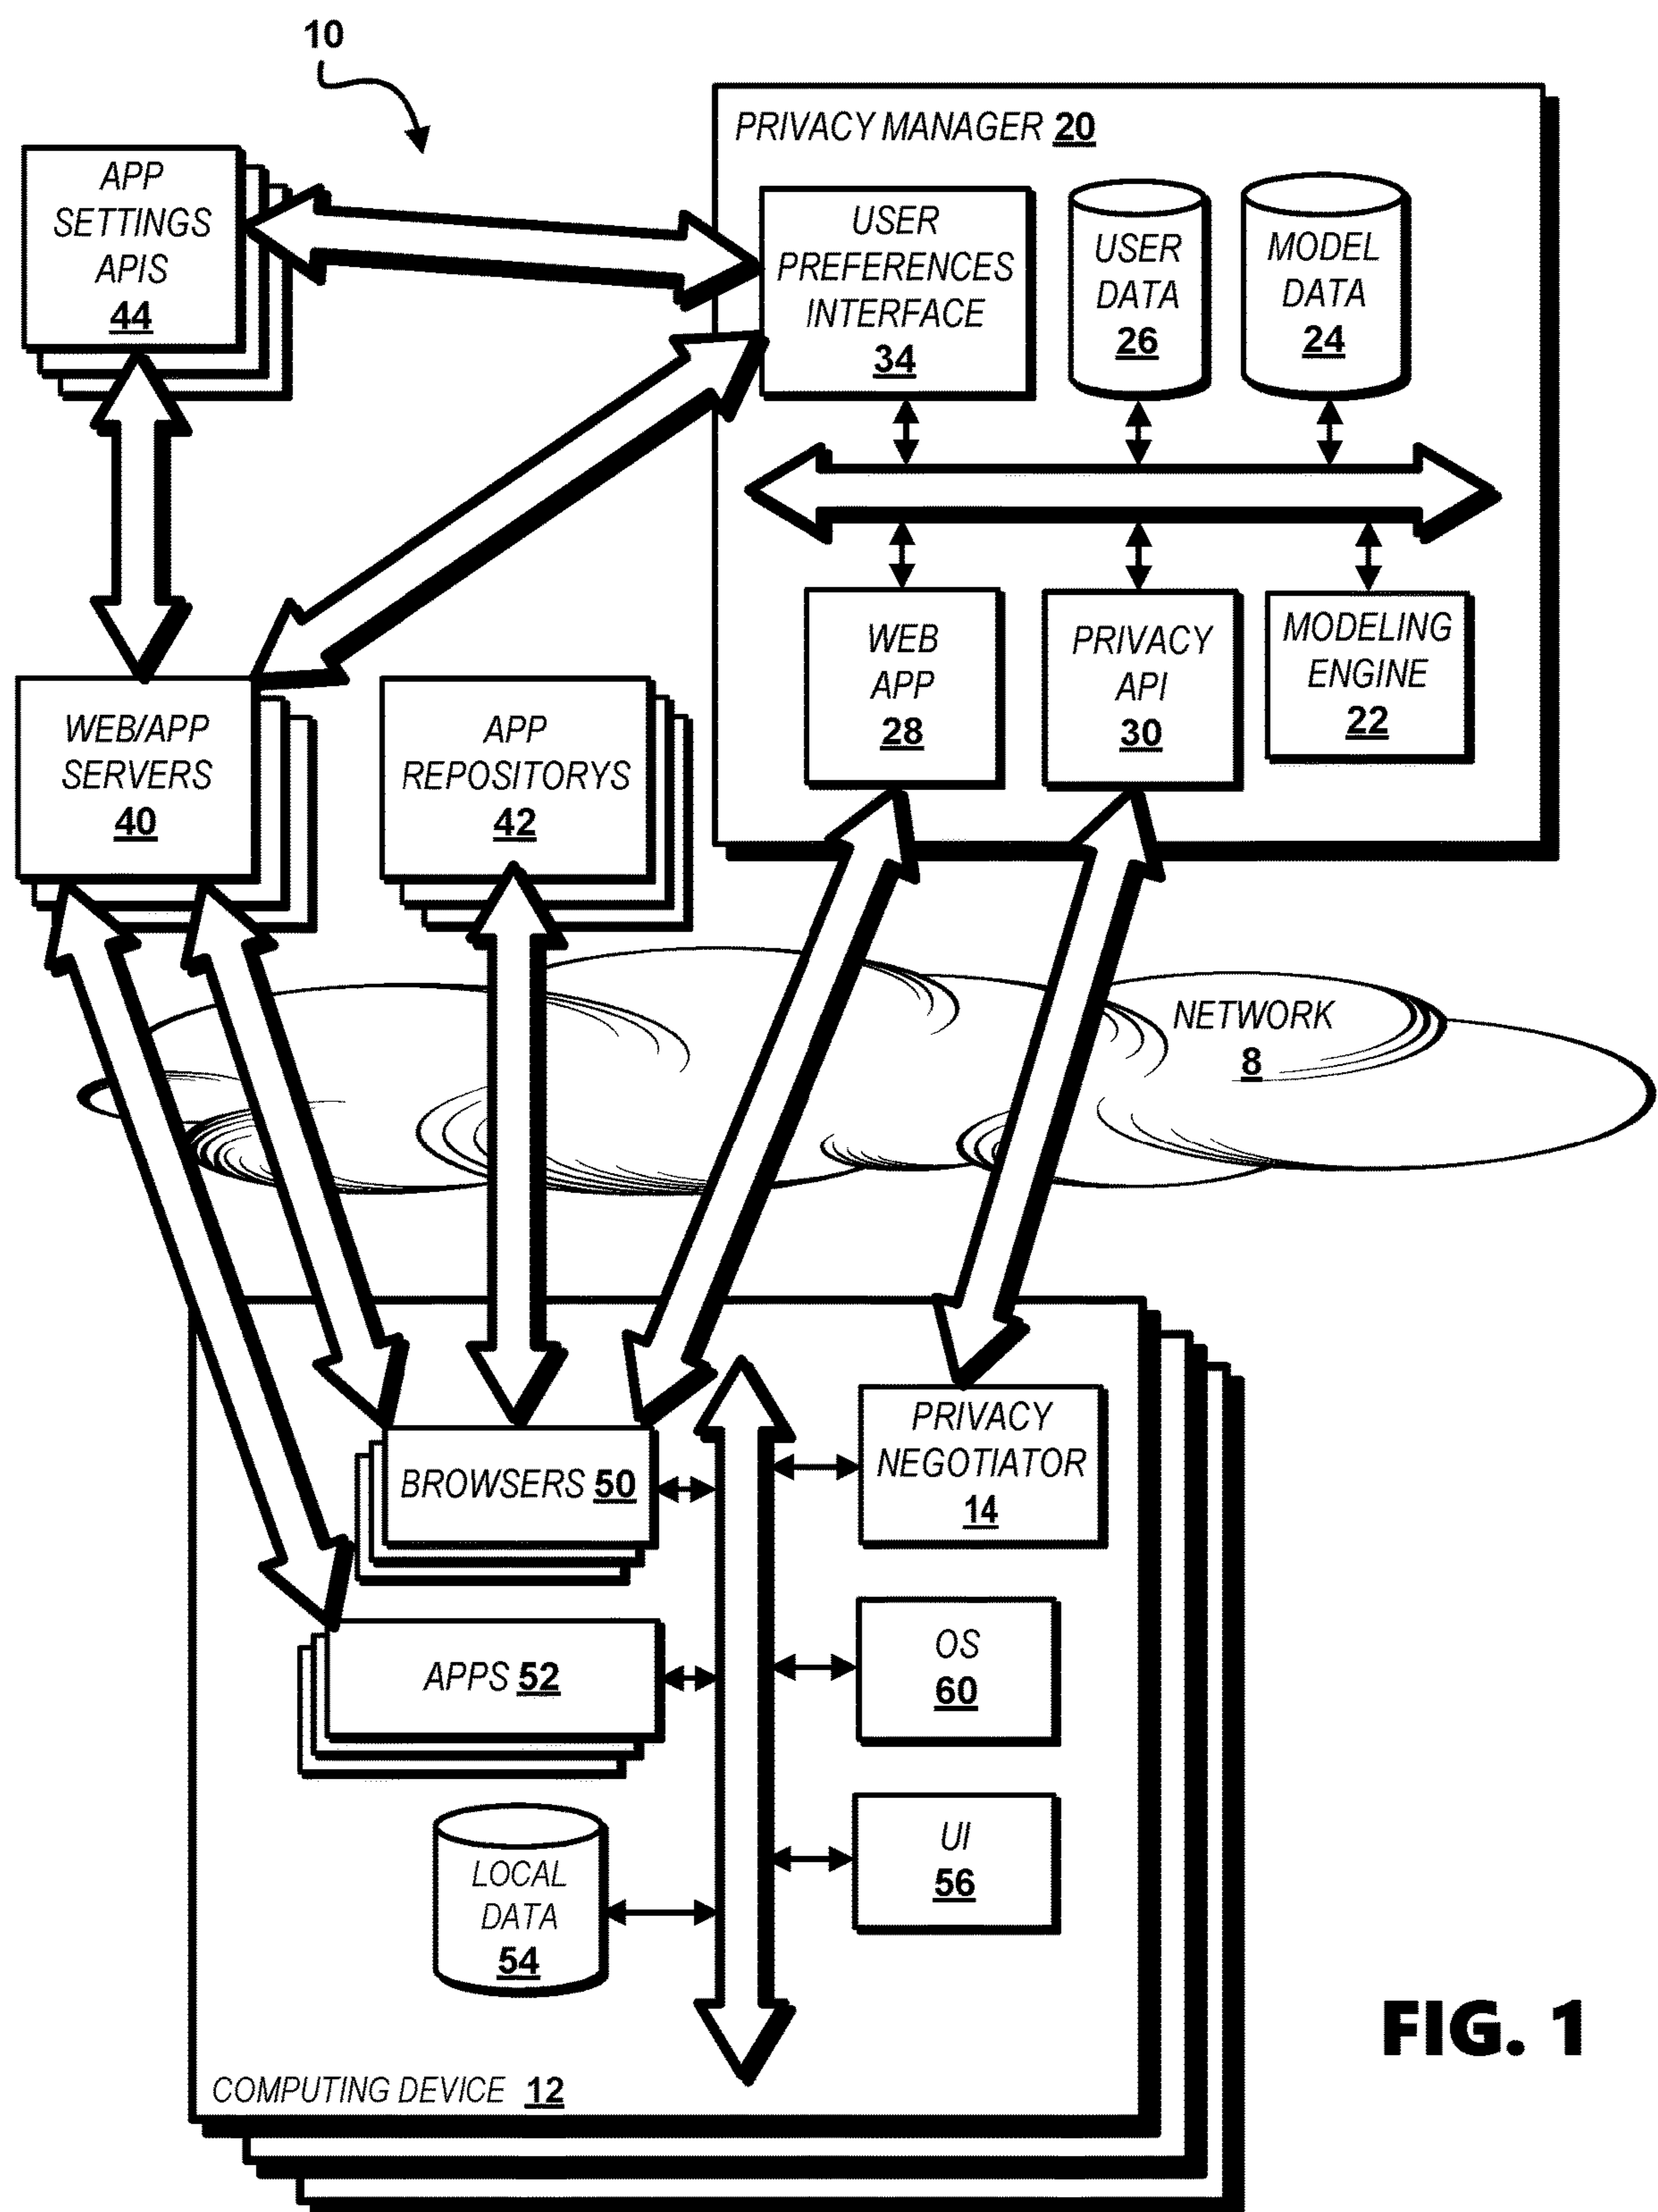 10
PRIVACY MANAGER 20
APP
SETTINGS
APIS
44
USER
PREFERENCES
INTERFACE
34
USER
DATA
26
MODEL
DATA
24
WEB
APP
28
PRIVACY
API
30
MODELING
ENGINE
22
WEB/APP
SERVERS
40
APP
REPOSITORYS
42
NETWORK
8
BROWSERS 50
PRIVACY
NEGOTIATOR
14
APPS 52
OS
60
LOCAL
DATA
54
UI
56
COMPUTING DEVICE 12
FIG. 1